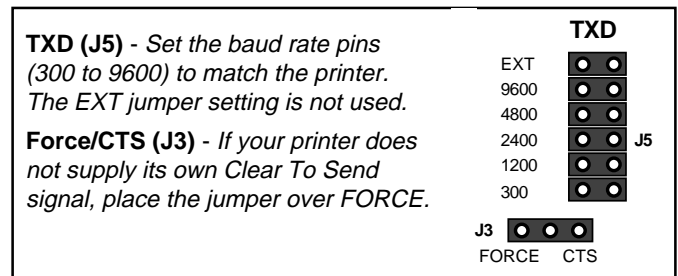 TXD (J5) - Set the baud rate pins
(300 to 9600) to match the printer.
The EXT jumper setting is not used.
Force/CTS (J3) - If your printer does
not supply its own Clear To Send
signal, place the jumper over FORCE.
TXD
EXT
9600
4800
2400 J5
1200
300
J3
FORCE CTS